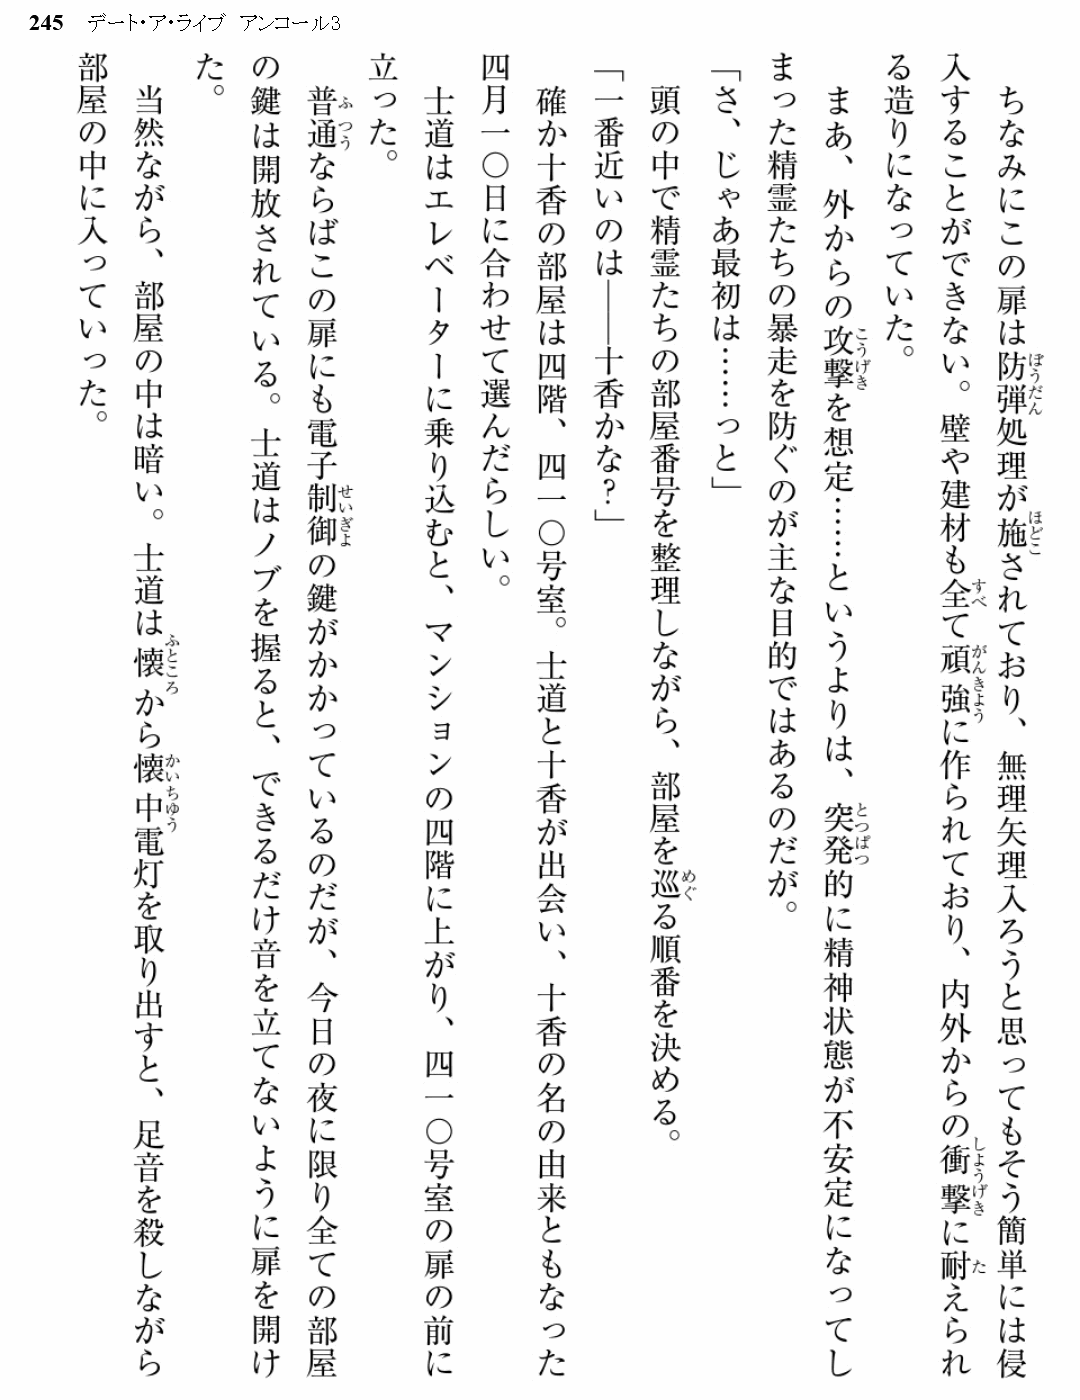 245 デート・ア・ライブ アンコール3
ちなみにこの扉は防弾処理が施されており、無理矢理入ろうと思ってもそう簡単には侵
入することができない。壁や建材も全て頑強に作られており、内外からの衝撃に耐えられ
る造りになっていた。
まあ、外からの攻撃を想定……というよりは、突発的に精神状態が不安定になってし
まった精霊たちの暴走を防ぐのが主な目的ではあるのだが。
「さ、じゃあ最初は……っと」
頭の中で精霊たちの部屋番号を整理しながら、部屋を巡る順番を決める。
「一番近いのは――十香かな?」
確か十香の部屋は四階、四一〇号室。士道と十香が出会い、十香の名の由来ともなった
四月一〇日に合わせて選んだらしい。
士道はエレベーターに乗り込むと、マンションの四階に上がり、四一〇号室の扉の前に
立った。
普通ならばこの扉にも電子制御の鍵がかかっているのだが、今日の夜に限り全ての部屋
の鍵は開放されている。士道はノブを握ると、できるだけ音を立てないように扉を開け
た。
当然ながら、部屋の中は暗い。士道は懐から懐中電灯を取り出すと、足音を殺しながら
部屋の中に入っていった。